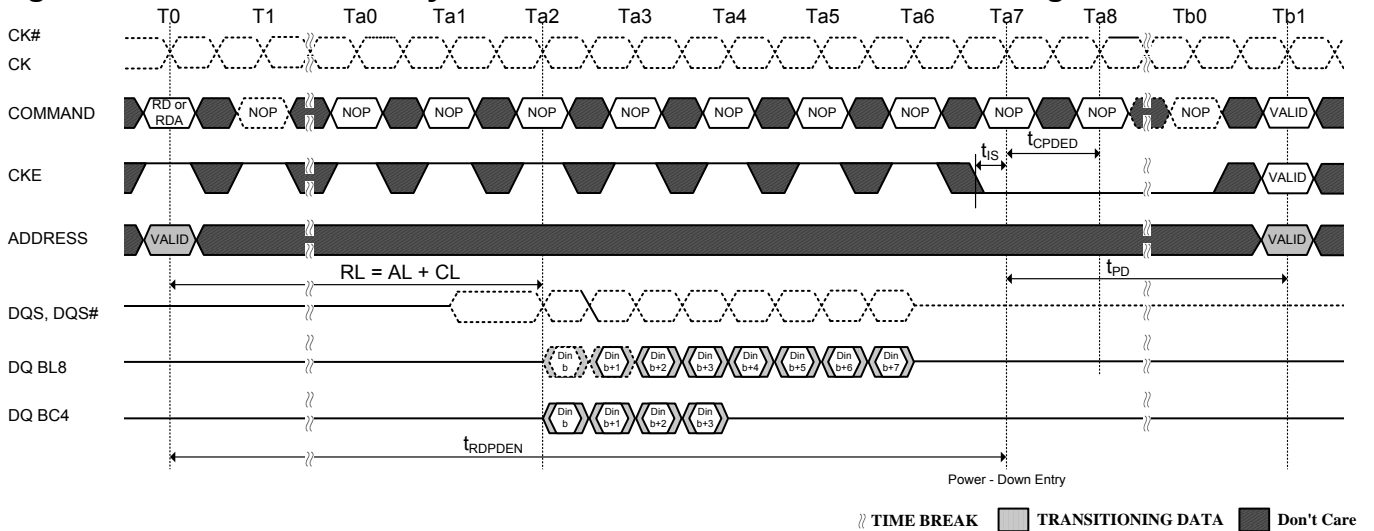 T0 T1 Ta0 Ta1 Ta2 Ta3 Ta4 Ta5 Ta6 Ta7 Ta8 Tb0 Tb1
CK#
CK
COMMAND RD or RDA NOP NOP NOP NOP NOP NOP NOP NOP NOP NOP NOP VALID
tIS tCPDED
CKE VALID
ADDRESS VALID VALID
RL = AL + CL tPD
DQS, DQS#
DQ BL8 Din b Din b+1 Din b+2 Din b+3 Din b+4 Din b+5 Din b+6 Din b+7
DQ BC4 Din b Din b+1 Din b+2 Din b+3
tRDPDEN
Power - Down Entry
TIME BREAK TRANSITIONING DATA Don't Care